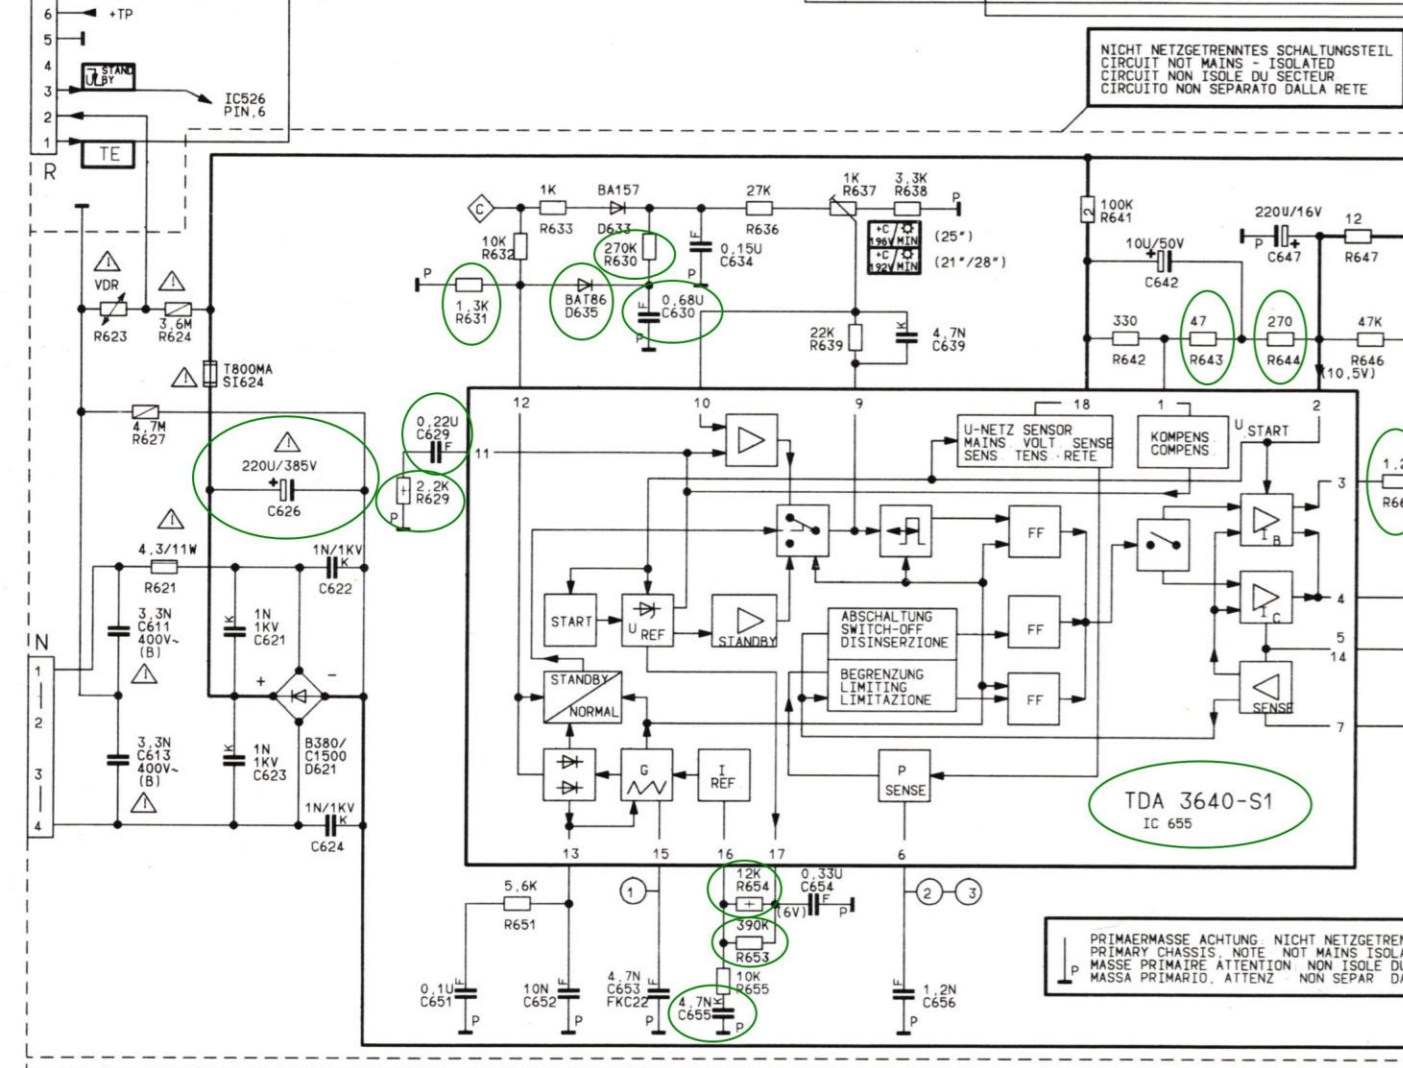 6
+TP
5
4
STAND
BY
3
IC526
PIN,6
2
1
TE
R
NICHT NETZGETRENNTES SCHALTUNGSTEIL
CIRCUIT NOT MAINS - ISOLATED
CIRCUIT NON ISOLE DU SECTEUR
CIRCUITO NON SEPARATO DALLA RETE
C
1K
R633
BA157
D633
10K
R632
270K
R630
27K
R636
1K
R637
3,3K
R638
P
+C
196V MIN
(25")
+C
192V MIN
(21"/28")
F
0,15U
C634
P
P
1,3K
R631
BAT86
D635
F
0,68U
C630
P
22K
R639
K
4,7N
C639
2
100K
R641
10U/50V
+
C642
220U/16V
P
+
C647
12
R647
330
R642
47
R643
270
R644
47K
R646
(10,5V)
VDR
R623
3,6M
R624
T800MA
SI624
4,7M
R627
220U/385V
+
C626
0,22U
C629
F
2,2K
R629
P
4,3/11W
R621
1N/1KV
K
C622
3,3N
C611
400V~
(B)
K
1N
1KV
C621
+
-
B380/
C1500
D621
3,3N
C613
400V~
(B)
K
1N
1KV
C623
1N/1KV
K
C624
N
1
2
3
4
12
10
9
18
1
2
11
U-NETZ SENSOR
MAINS. VOLT. SENSE
SENS. TENS. RETE
KOMPENS
COMPENS.
U START
3
1,2
R66
FF
I B
START
U REF
STANDBY
ABSCHALTUNG
SWITCH-OFF
DISINSERZIONE
FF
I C
4
5
14
BEGRENZUNG
LIMITING
LIMITAZIONE
FF
SENSE
7
STANDBY
NORMAL
G
I
REF
P
SENSE
TDA 3640-S1
IC 655
13
15
16
17
6
5,6K
R651
1
12K
R654
0,33U
C654
F
(6V)
P
2
3
390K
R653
10K
R655
0,1U
C651
F
P
10N
C652
F
P
4,7N
C653
FKC22
F
P
4,7N
C655
K
P
F
1,2N
C656
P
P
PRIMAERMASSE ACHTUNG: NICHT NETZGETREN
PRIMARY CHASSIS, NOTE NOT MAINS ISOLA
MASSE PRIMAIRE ATTENTION: NON ISOLE DU
MASSA PRIMARIO, ATTENZ - NON SEPAR DA